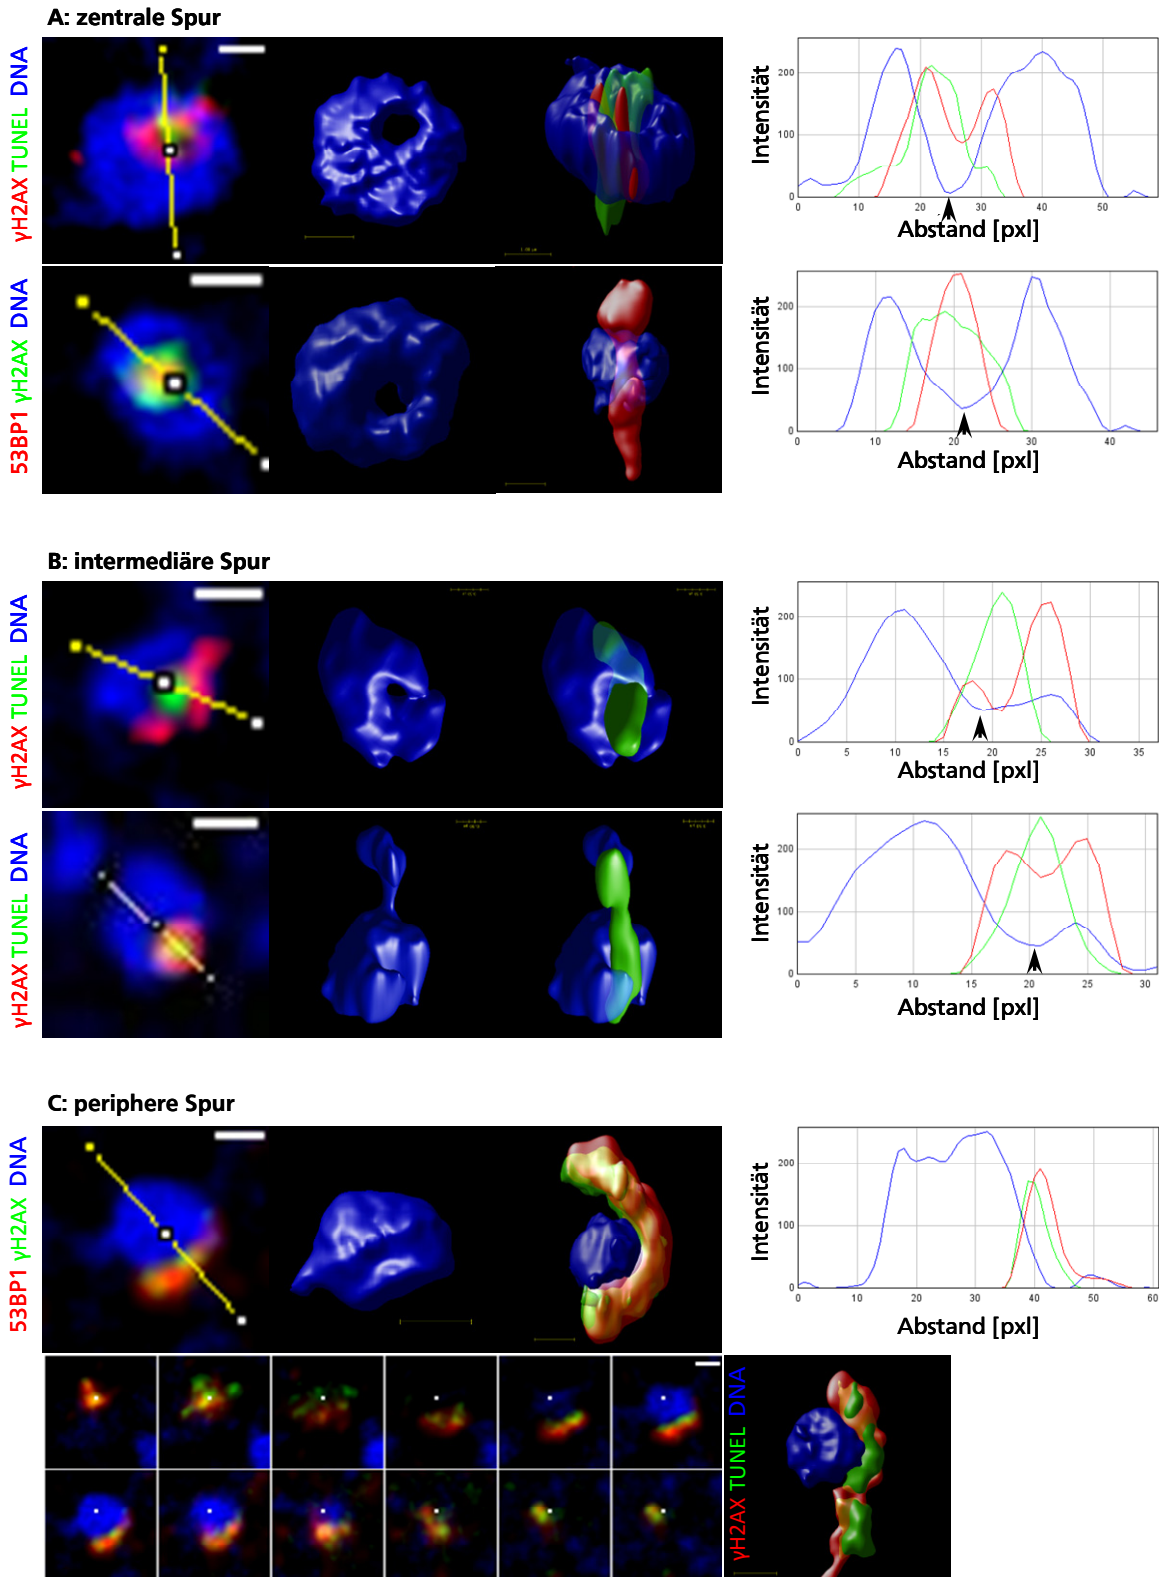 A: zentrale Spur
γH2AX TUNEL DNA
Intensität
200
100
0
0 10 20 30 40 50
Abstand [pxl]
53BP1 γH2AX DNA
Intensität
200
100
0
0 10 20 30 40
Abstand [pxl]
B: intermediäre Spur
γH2AX TUNEL DNA
Intensität
200
100
0
0 5 10 15 20 25 30 35
Abstand [pxl]
γH2AX TUNEL DNA
Intensität
200
100
0
0 5 10 15 20 25 30
Abstand [pxl]
C: periphere Spur
53BP1 γH2AX DNA
Intensität
200
100
0
0 10 20 30 40 50 60
Abstand [pxl]
γH2AX TUNEL DNA